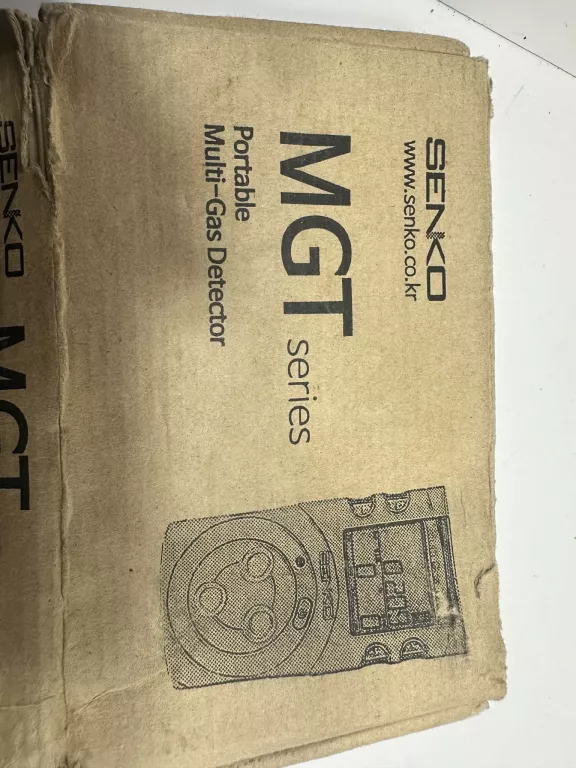 SENKO
www.senko.co.kr
MGT series
Portable
Multi-Gas Detector
SENKO
MGT